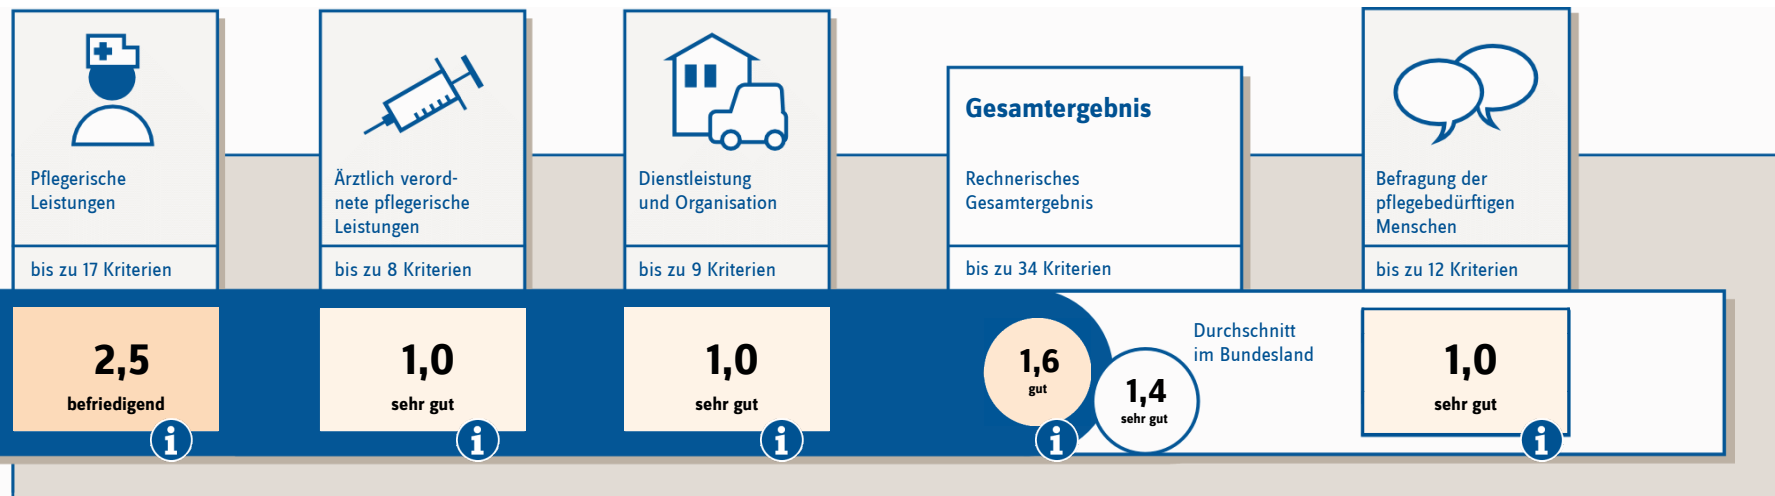 Pflegerische
Leistungen
bis zu 17 Kriterien
2,5
befriedigend
i
Ärztlich verord-
nete pflegerische
Leistungen
bis zu 8 Kriterien
1,0
sehr gut
i
Dienstleistung
und Organisation
bis zu 9 Kriterien
1,0
sehr gut
i
Gesamtergebnis
Rechnerisches
Gesamtergebnis
bis zu 34 Kriterien
1,6
gut
i
1,4
sehr gut
Durchschnitt
im Bundesland
Befragung der
pflegebedürftigen
Menschen
bis zu 12 Kriterien
1,0
sehr gut
i